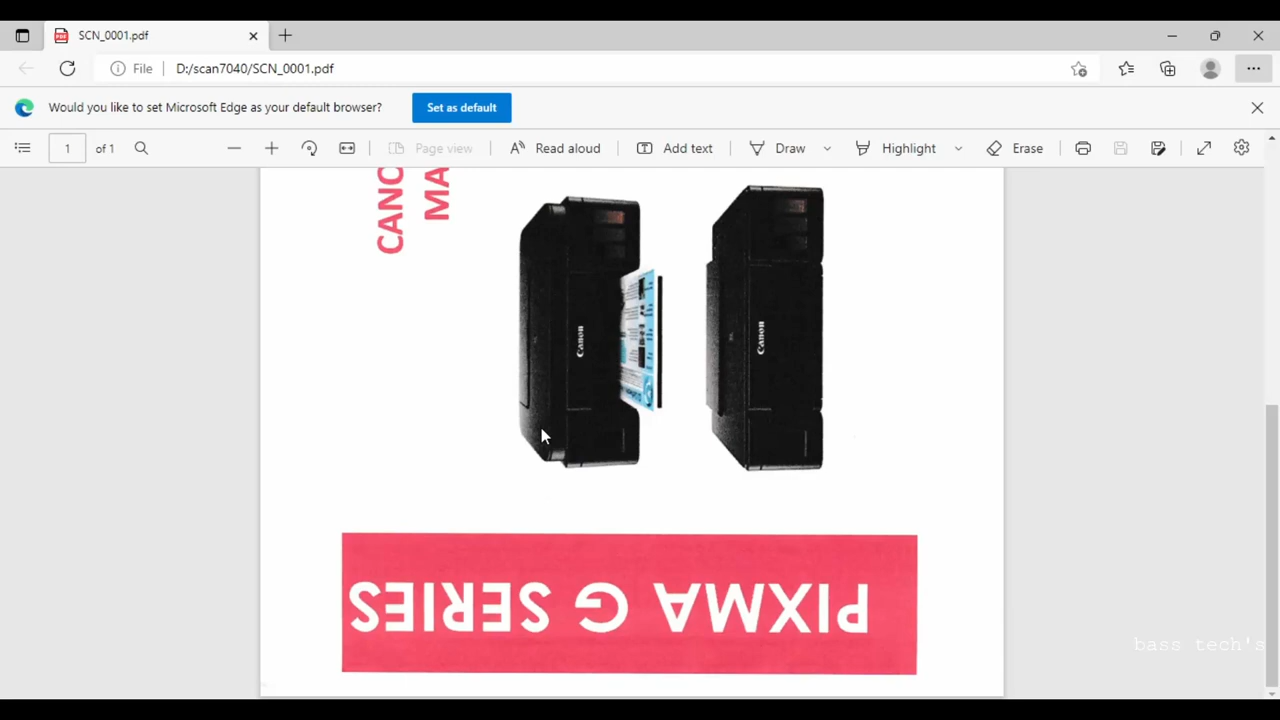 SCN_0001.pdf
File
D:/scan7040/SCN_0001.pdf
Would you like to set Microsoft Edge as your default browser?
Set as default
1
of 1
Page view
Read aloud
Add text
Draw
Highlight
Erase
CANO
MA
Canon
Canon
PIXMA G SERIES
bass tech's